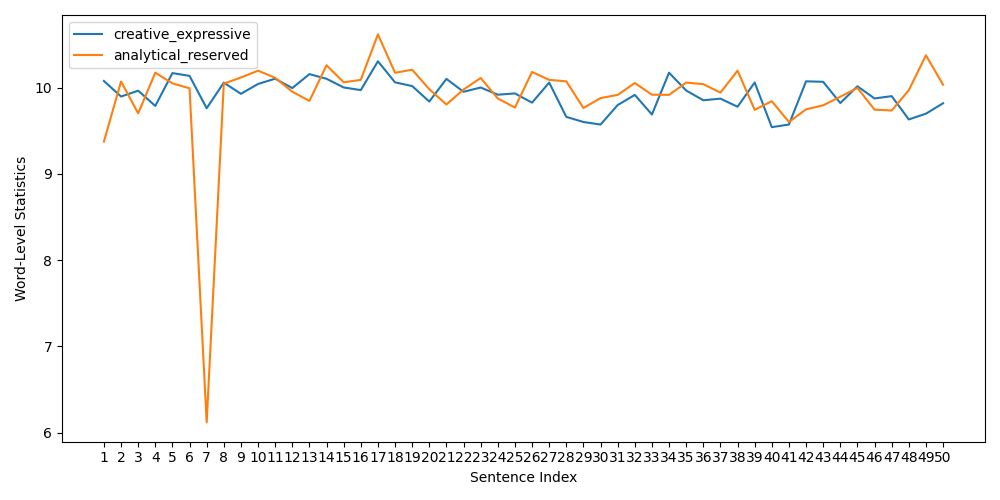 creative_expressive
analytical_reserved
10
9
8
7
6
Word-Level Statistics
1 2 3 4 5 6 7 8 9 10 11 12 13 14 15 16 17 18 19 20 21 22 23 24 25 26 27 28 29 30 31 32 33 34 35 36 37 38 39 40 41 42 43 44 45 46 47 48 49 50
Sentence Index